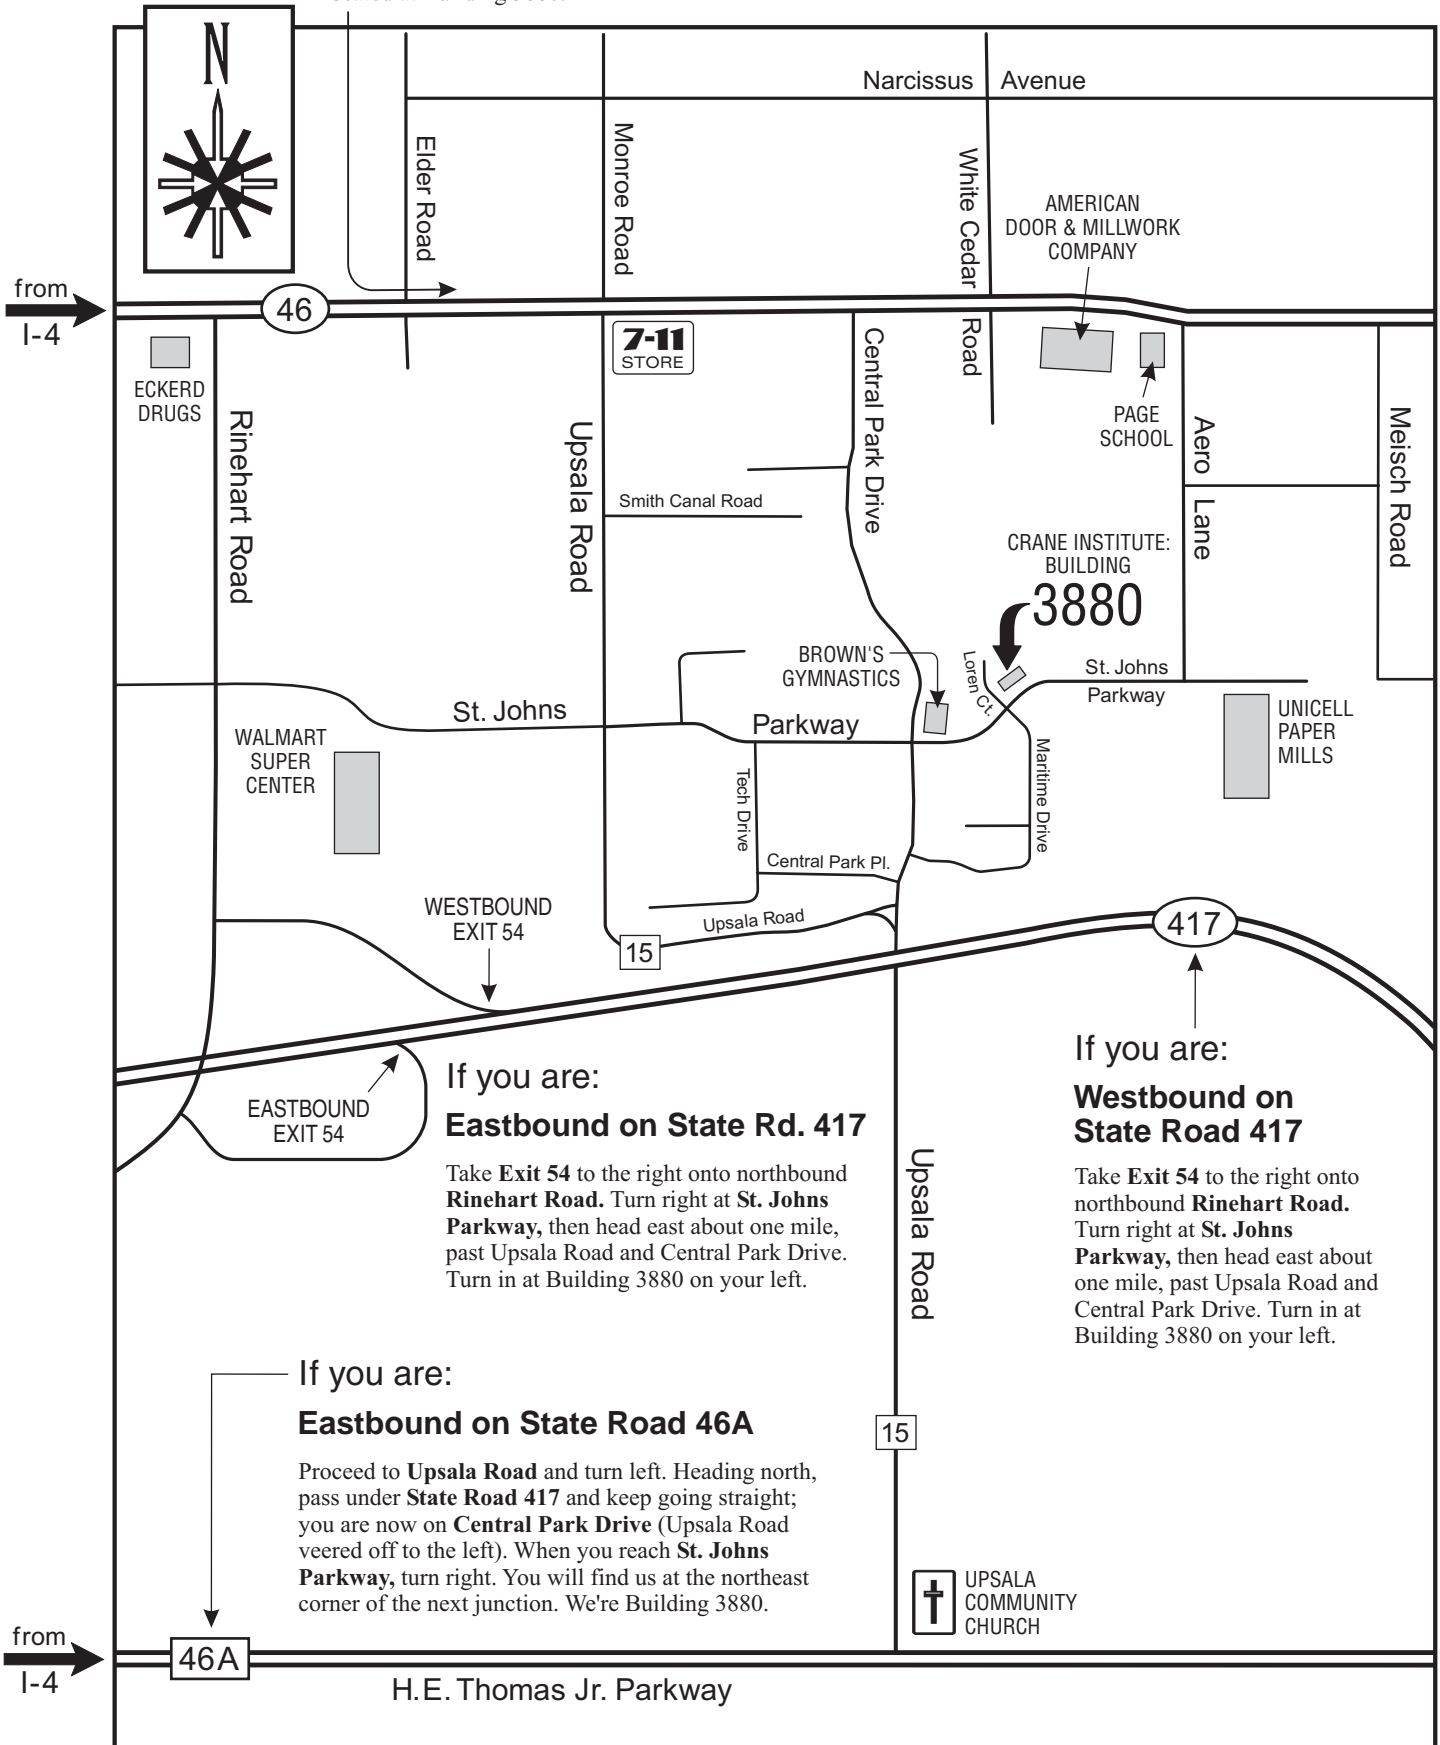 N
Narcissus Avenue
Elder Road
Monroe Road
White Cedar Road
AMERICAN
DOOR & MILLWORK
COMPANY
from
I-4
46
7-11
STORE
ECKERD
DRUGS
Rinehart Road
Upsala Road
Central Park Drive
PAGE
SCHOOL
Aero Lane
Meisch Road
Smith Canal Road
CRANE INSTITUTE:
BUILDING
3880
BROWN'S
GYMNASTICS
Loren Ct.
St. Johns
Parkway
St. Johns Parkway
UNICELL
PAPER
MILLS
WALMART
SUPER
CENTER
Tech Drive
Maritime Drive
Central Park Pl.
WESTBOUND
EXIT 54
Upsala Road
15
417
EASTBOUND
EXIT 54
If you are:
Eastbound on State Rd. 417
Take Exit 54 to the right onto northbound
Rinehart Road. Turn right at St. Johns
Parkway, then head east about one mile,
past Upsala Road and Central Park Drive.
Turn in at Building 3880 on your left.
If you are:
Westbound on
State Road 417
Take Exit 54 to the right onto
northbound Rinehart Road.
Turn right at St. Johns
Parkway, then head east about
one mile, past Upsala Road and
Central Park Drive. Turn in at
Building 3880 on your left.
Upsala Road
15
If you are:
Eastbound on State Road 46A
Proceed to Upsala Road and turn left. Heading north,
pass under State Road 417 and keep going straight;
you are now on Central Park Drive (Upsala Road
veered off to the left). When you reach St. Johns
Parkway, turn right. You will find us at the northeast
corner of the next junction. We're Building 3880.
UPSALA
COMMUNITY
CHURCH
from
I-4
46A
H.E. Thomas Jr. Parkway